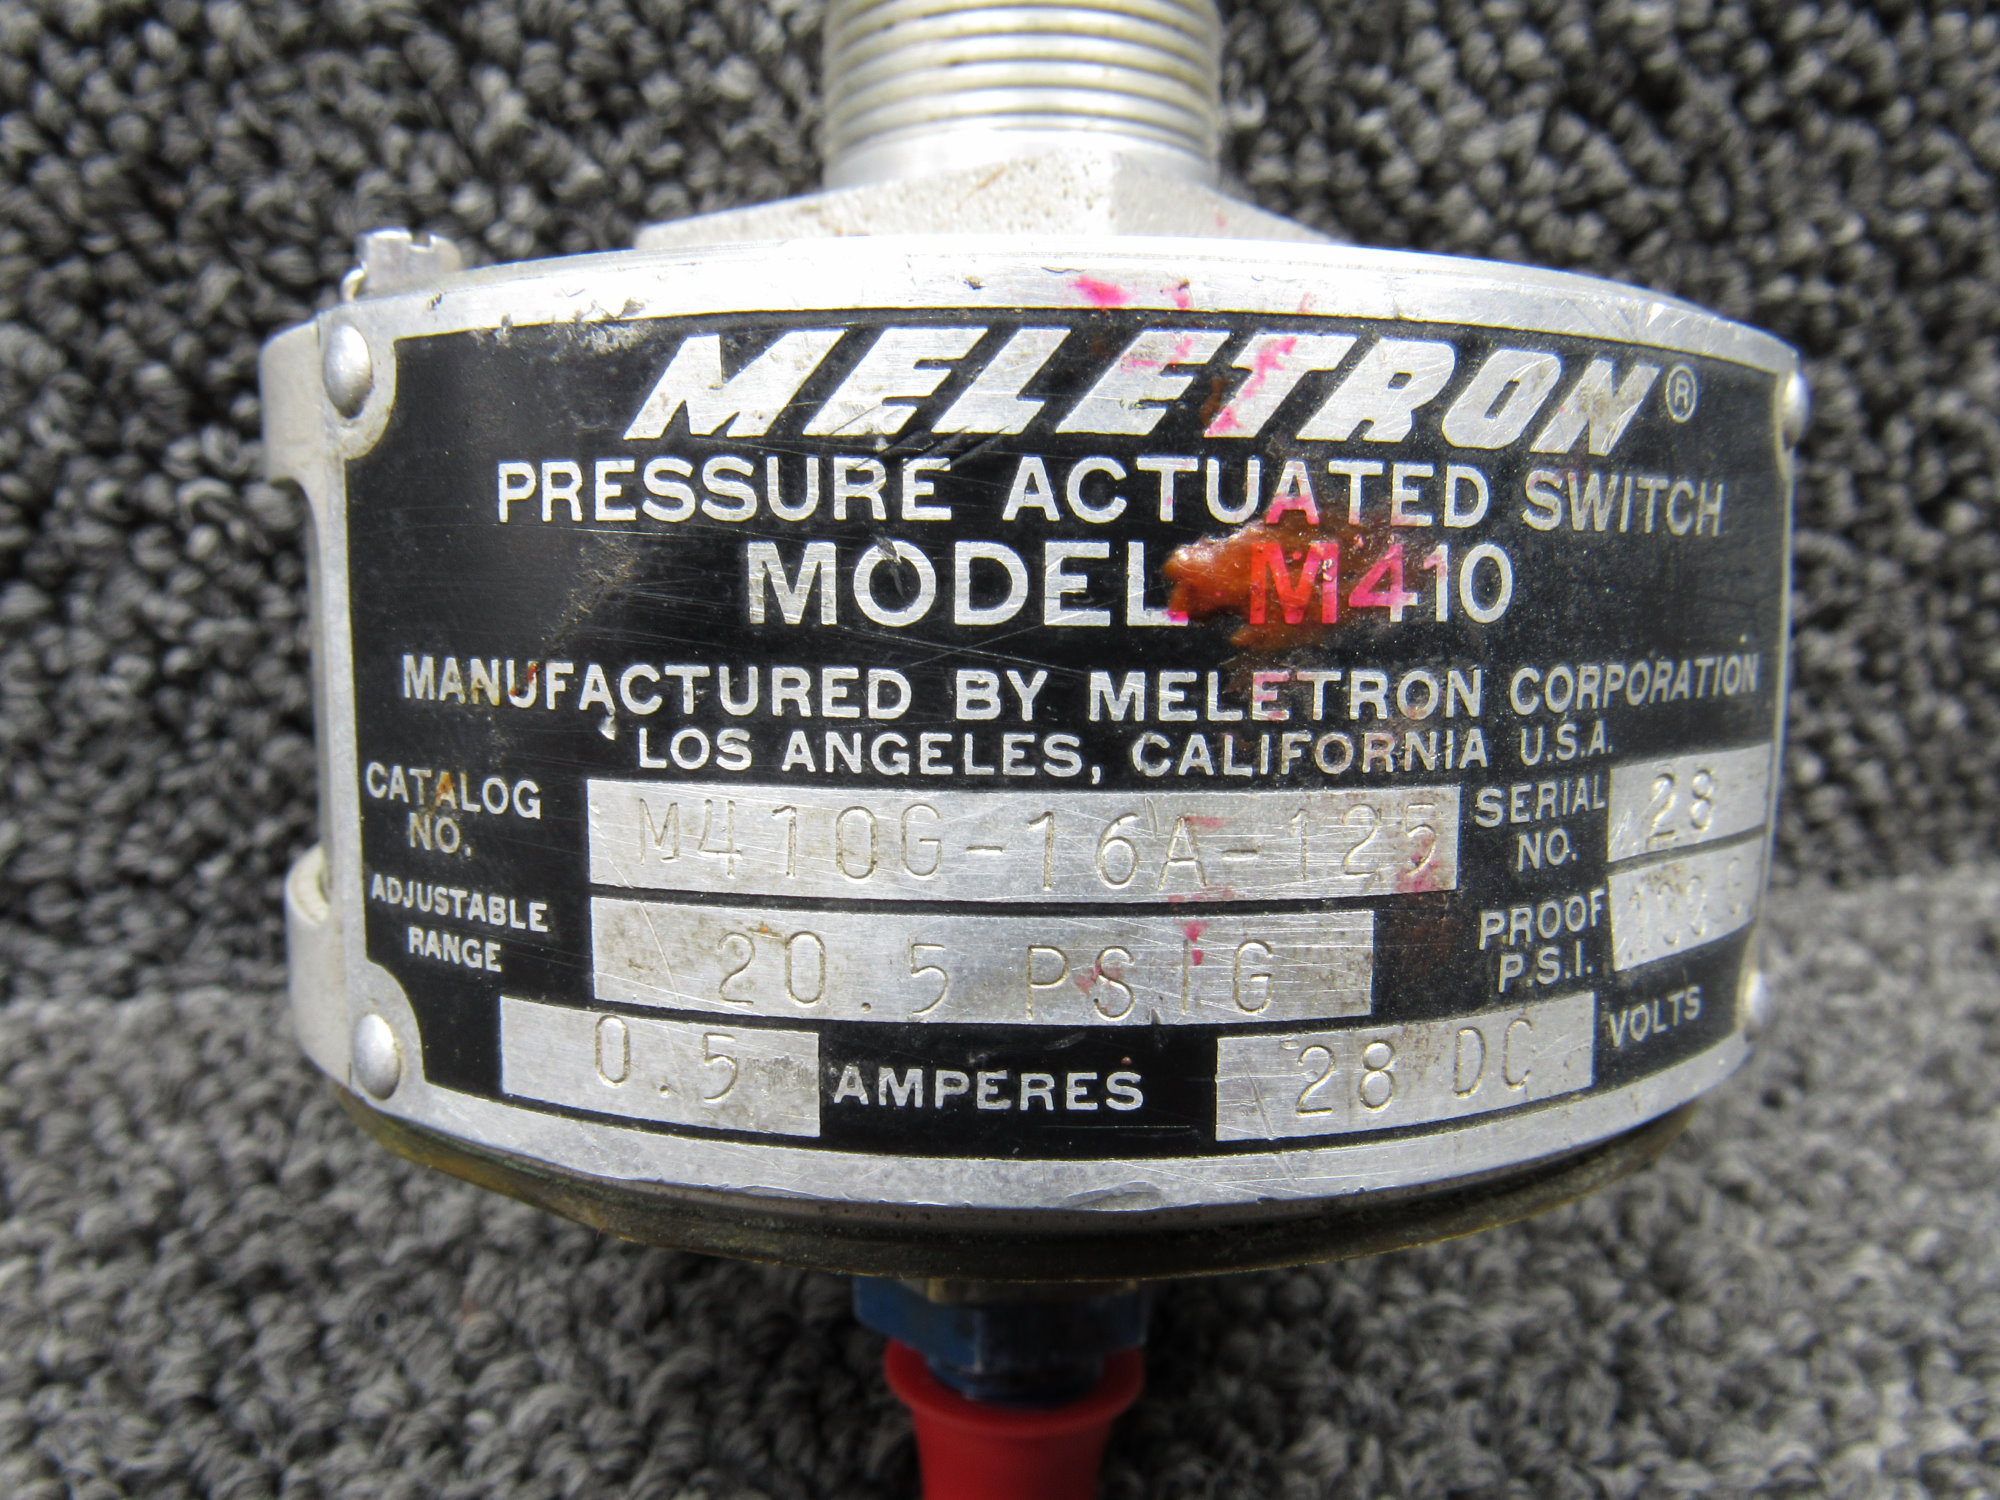 MELETRON®
PRESSURE ACTUATED SWITCH
MODEL M410
MANUFACTURED BY MELETRON CORPORATION
LOS ANGELES, CALIFORNIA U.S.A.
CATALOG NO. M410G-16A-125 SERIAL NO. 28
ADJUSTABLE RANGE 20.5 PSIG PROOF P.S.I.
0.5 AMPERES 28 DC VOLTS